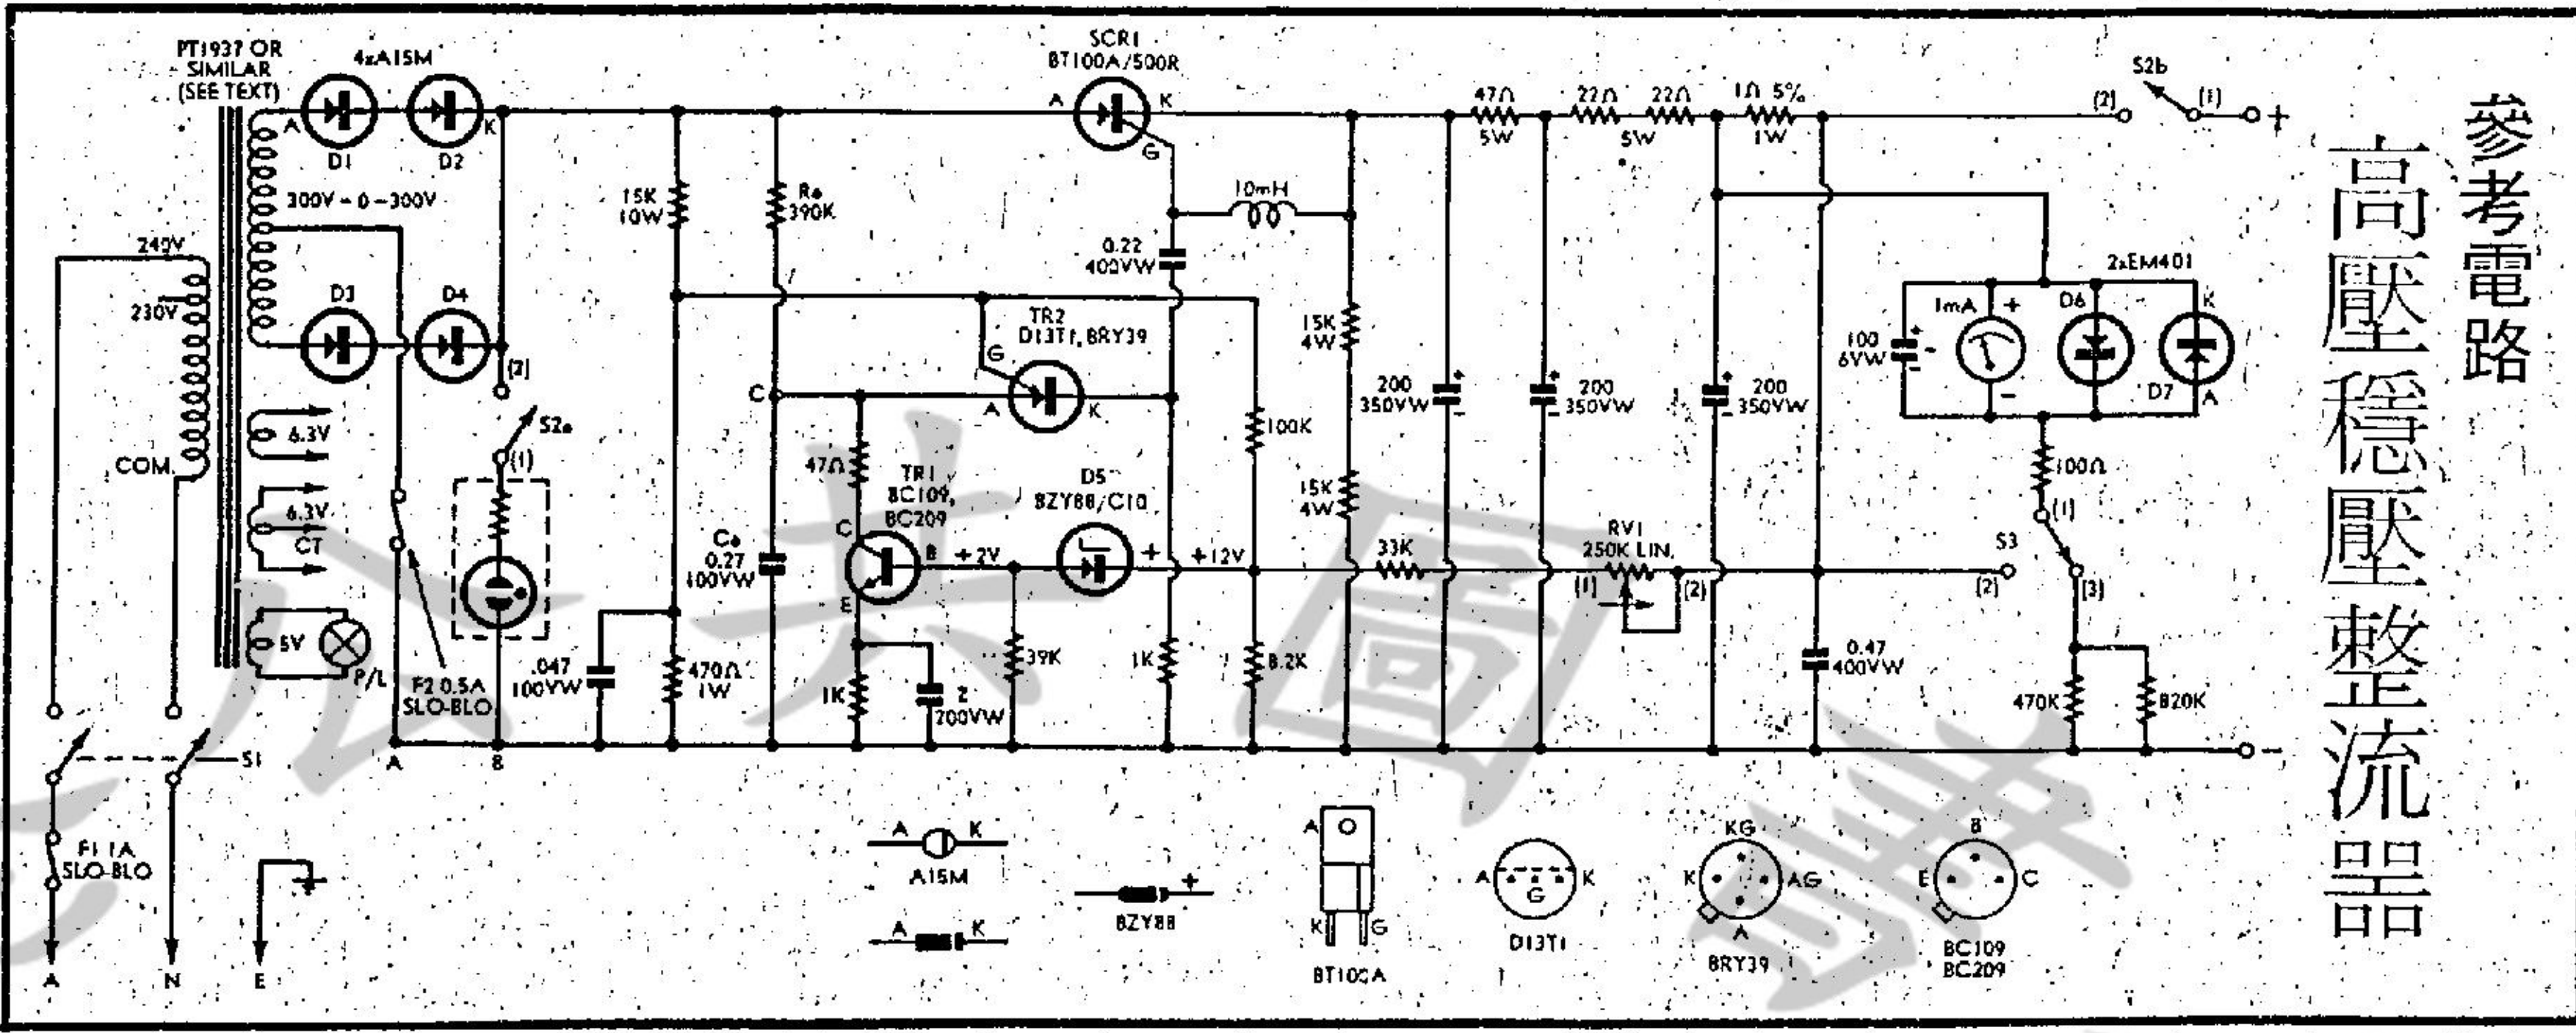 參考電路
高壓穩壓整流器
PT1937 OR
SIMILAR
(SEE TEXT)
4xA15M
A
D1
D2
K
300V-0-300V
240V
230V
COM.
D3
D4
6.3V
6.3V
CT
5V
P/L
F2 0.5A
SLO-BLO
(2)
S2a
(1)
A
B
S1
F1 1A
SLO-BLO
A
N
E
15K
10W
390K
C
0.27
100VW
.047
100VW
470Ω
1W
47Ω
TR1
BC109,
BC209
C
B
E
+2V
1K
2
200VW
39K
D5
BZY88/C10
+
+12V
TR2
D13T1, BRY39
G
A
K
SCR1
BT100A/500R
A
K
G
10mH
0.22
400VW
100K
1K
8.2K
15K
4W
15K
4W
33K
200
350VW
+
-
47Ω
5W
200
350VW
+
-
22Ω
22Ω
5W
200
350VW
+
-
1Ω 5%
1W
RV1
250K LIN.
(1)
(2)
0.47
400VW
S2b
(2)
(1)
+
2xEM401
1mA
+
-
D6
K
D7
A
100
6VW
+
-
100Ω
(1)
S3
(2)
(3)
470K
820K
-
A
K
A15M
A
K
+
BZY88
A
K
G
BT100A
A
K
G
D13T1
KG
K
AG
A
BRY39
B
E
C
BC109
BC209